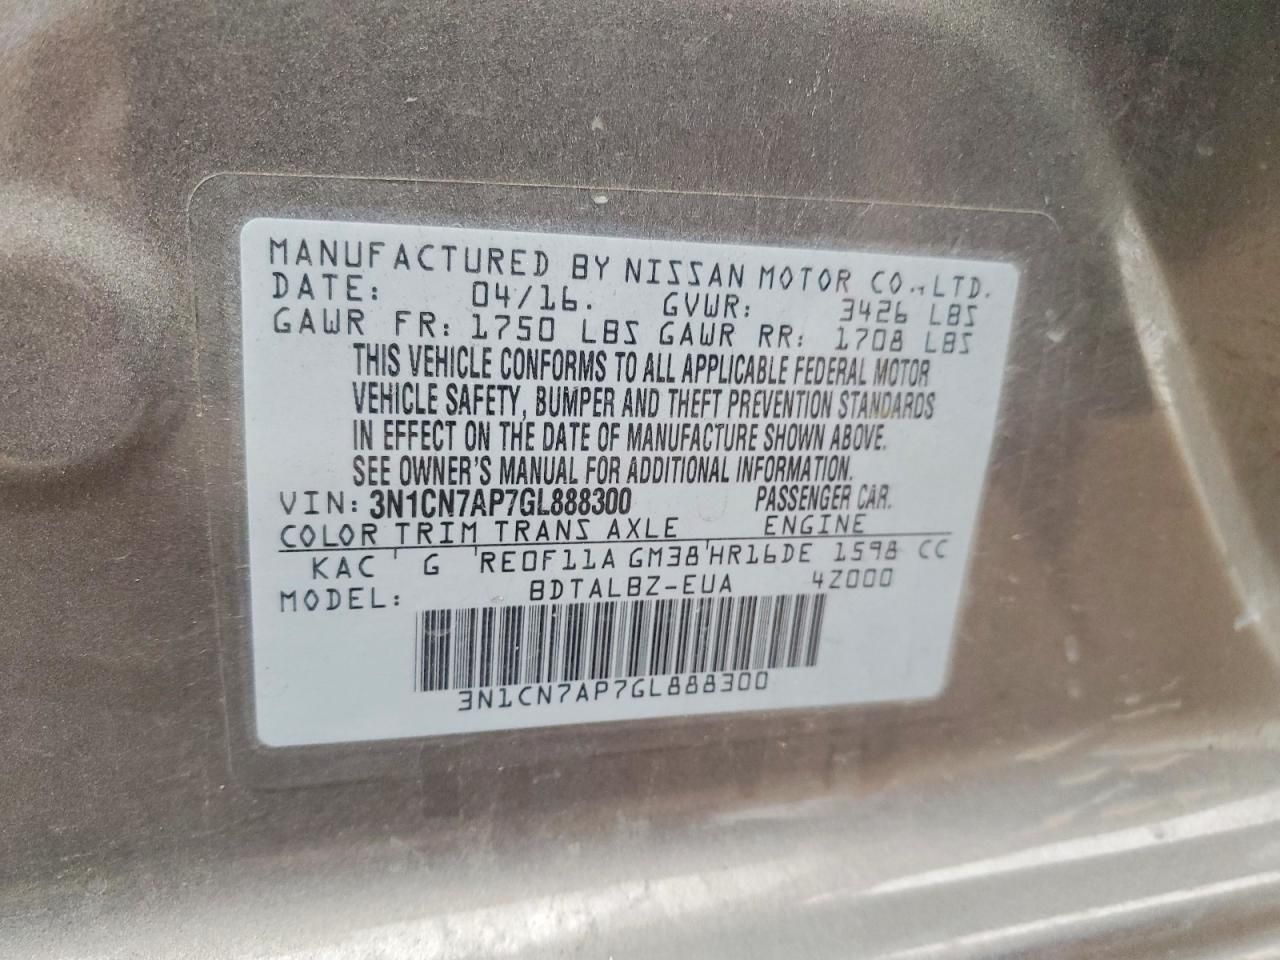 MANUFACTURED BY NISSAN MOTOR CO.,LTD.
DATE: 04/16. GVWR: 3426 LBS
GAWR FR: 1750 LBS GAWR RR: 1708 LBS
THIS VEHICLE CONFORMS TO ALL APPLICABLE FEDERAL MOTOR
VEHICLE SAFETY, BUMPER AND THEFT PREVENTION STANDARDS
IN EFFECT ON THE DATE OF MANUFACTURE SHOWN ABOVE.
SEE OWNER'S MANUAL FOR ADDITIONAL INFORMATION.
VIN: 3N1CN7AP7GL888300 PASSENGER CAR.
COLOR TRIM TRANS AXLE ENGINE
KAC G RE0F11A GM38 HR16DE 1598 CC
MODEL: BDTALBZ-EUA 4Z000
3N1CN7AP7GL888300